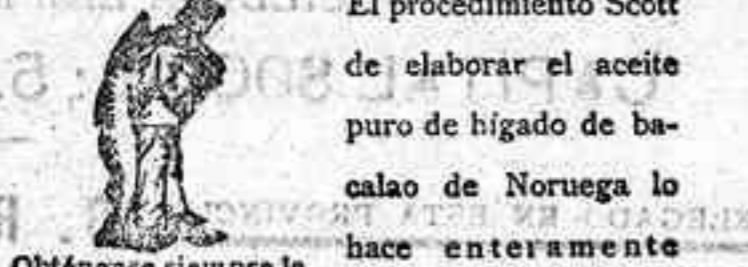 El procedimiento Scott
de elaborar el aceite
puro de hígado de ba-
calao de Noruega lo
hace enteramente
Obténgase siempre la